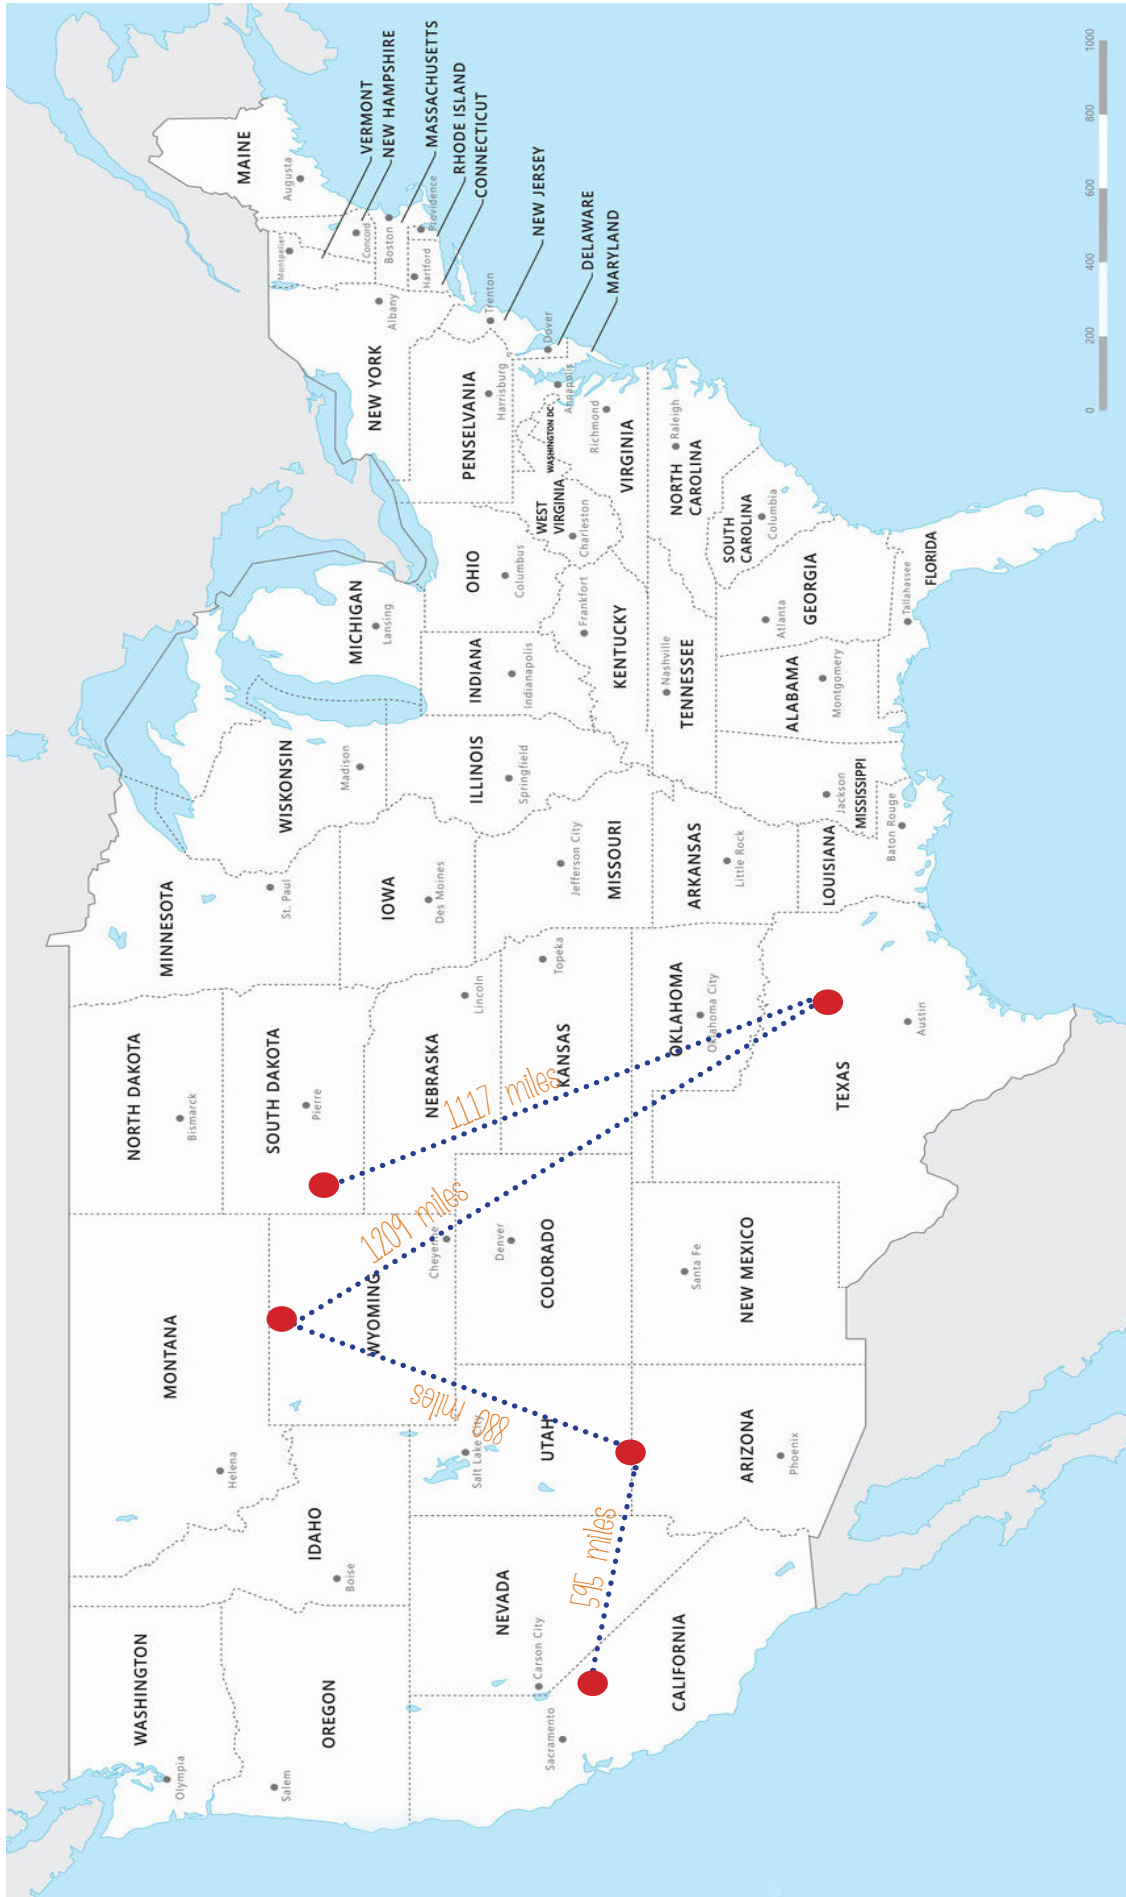 WASHINGTON
Olympia
OREGON
Salem
CALIFORNIA
Sacramento
NEVADA
Carson City
IDAHO
Boise
MONTANA
Helena
WYOMING
Cheyenne
UTAH
Salt Lake City
ARIZONA
Phoenix
COLORADO
Denver
NEW MEXICO
Santa Fe
NORTH DAKOTA
Bismarck
SOUTH DAKOTA
Pierre
NEBRASKA
Lincoln
KANSAS
Topeka
OKLAHOMA
Oklahoma City
TEXAS
Austin
MINNESOTA
St. Paul
IOWA
Des Moines
MISSOURI
Jefferson City
ARKANSAS
Little Rock
LOUISIANA
Baton Rouge
WISKONSIN
Madison
ILLINOIS
Springfield
MISSISSIPPI
Jackson
MICHIGAN
Lansing
INDIANA
Indianapolis
KENTUCKY
Frankfort
TENNESSEE
Nashville
ALABAMA
Montgomery
OHIO
Columbus
WEST
VIRGINIA
Charleston
GEORGIA
Atlanta
FLORIDA
Tallahassee
SOUTH
CAROLINA
Columbia
NORTH
CAROLINA
Raleigh
VIRGINIA
Richmond
WASHINGTON DC
Annapolis
PENSELVANIA
Harrisburg
NEW YORK
Albany
MAINE
Augusta
Montpelier
Concord
Boston
Hartford
Providence
Trenton
Dover
VERMONT
NEW HAMPSHIRE
MASSACHUSETTS
RHODE ISLAND
CONNECTICUT
NEW JERSEY
DELAWARE
MARYLAND
595 miles
880 miles
1209 miles
1117 miles
0 200 400 600 800 1000